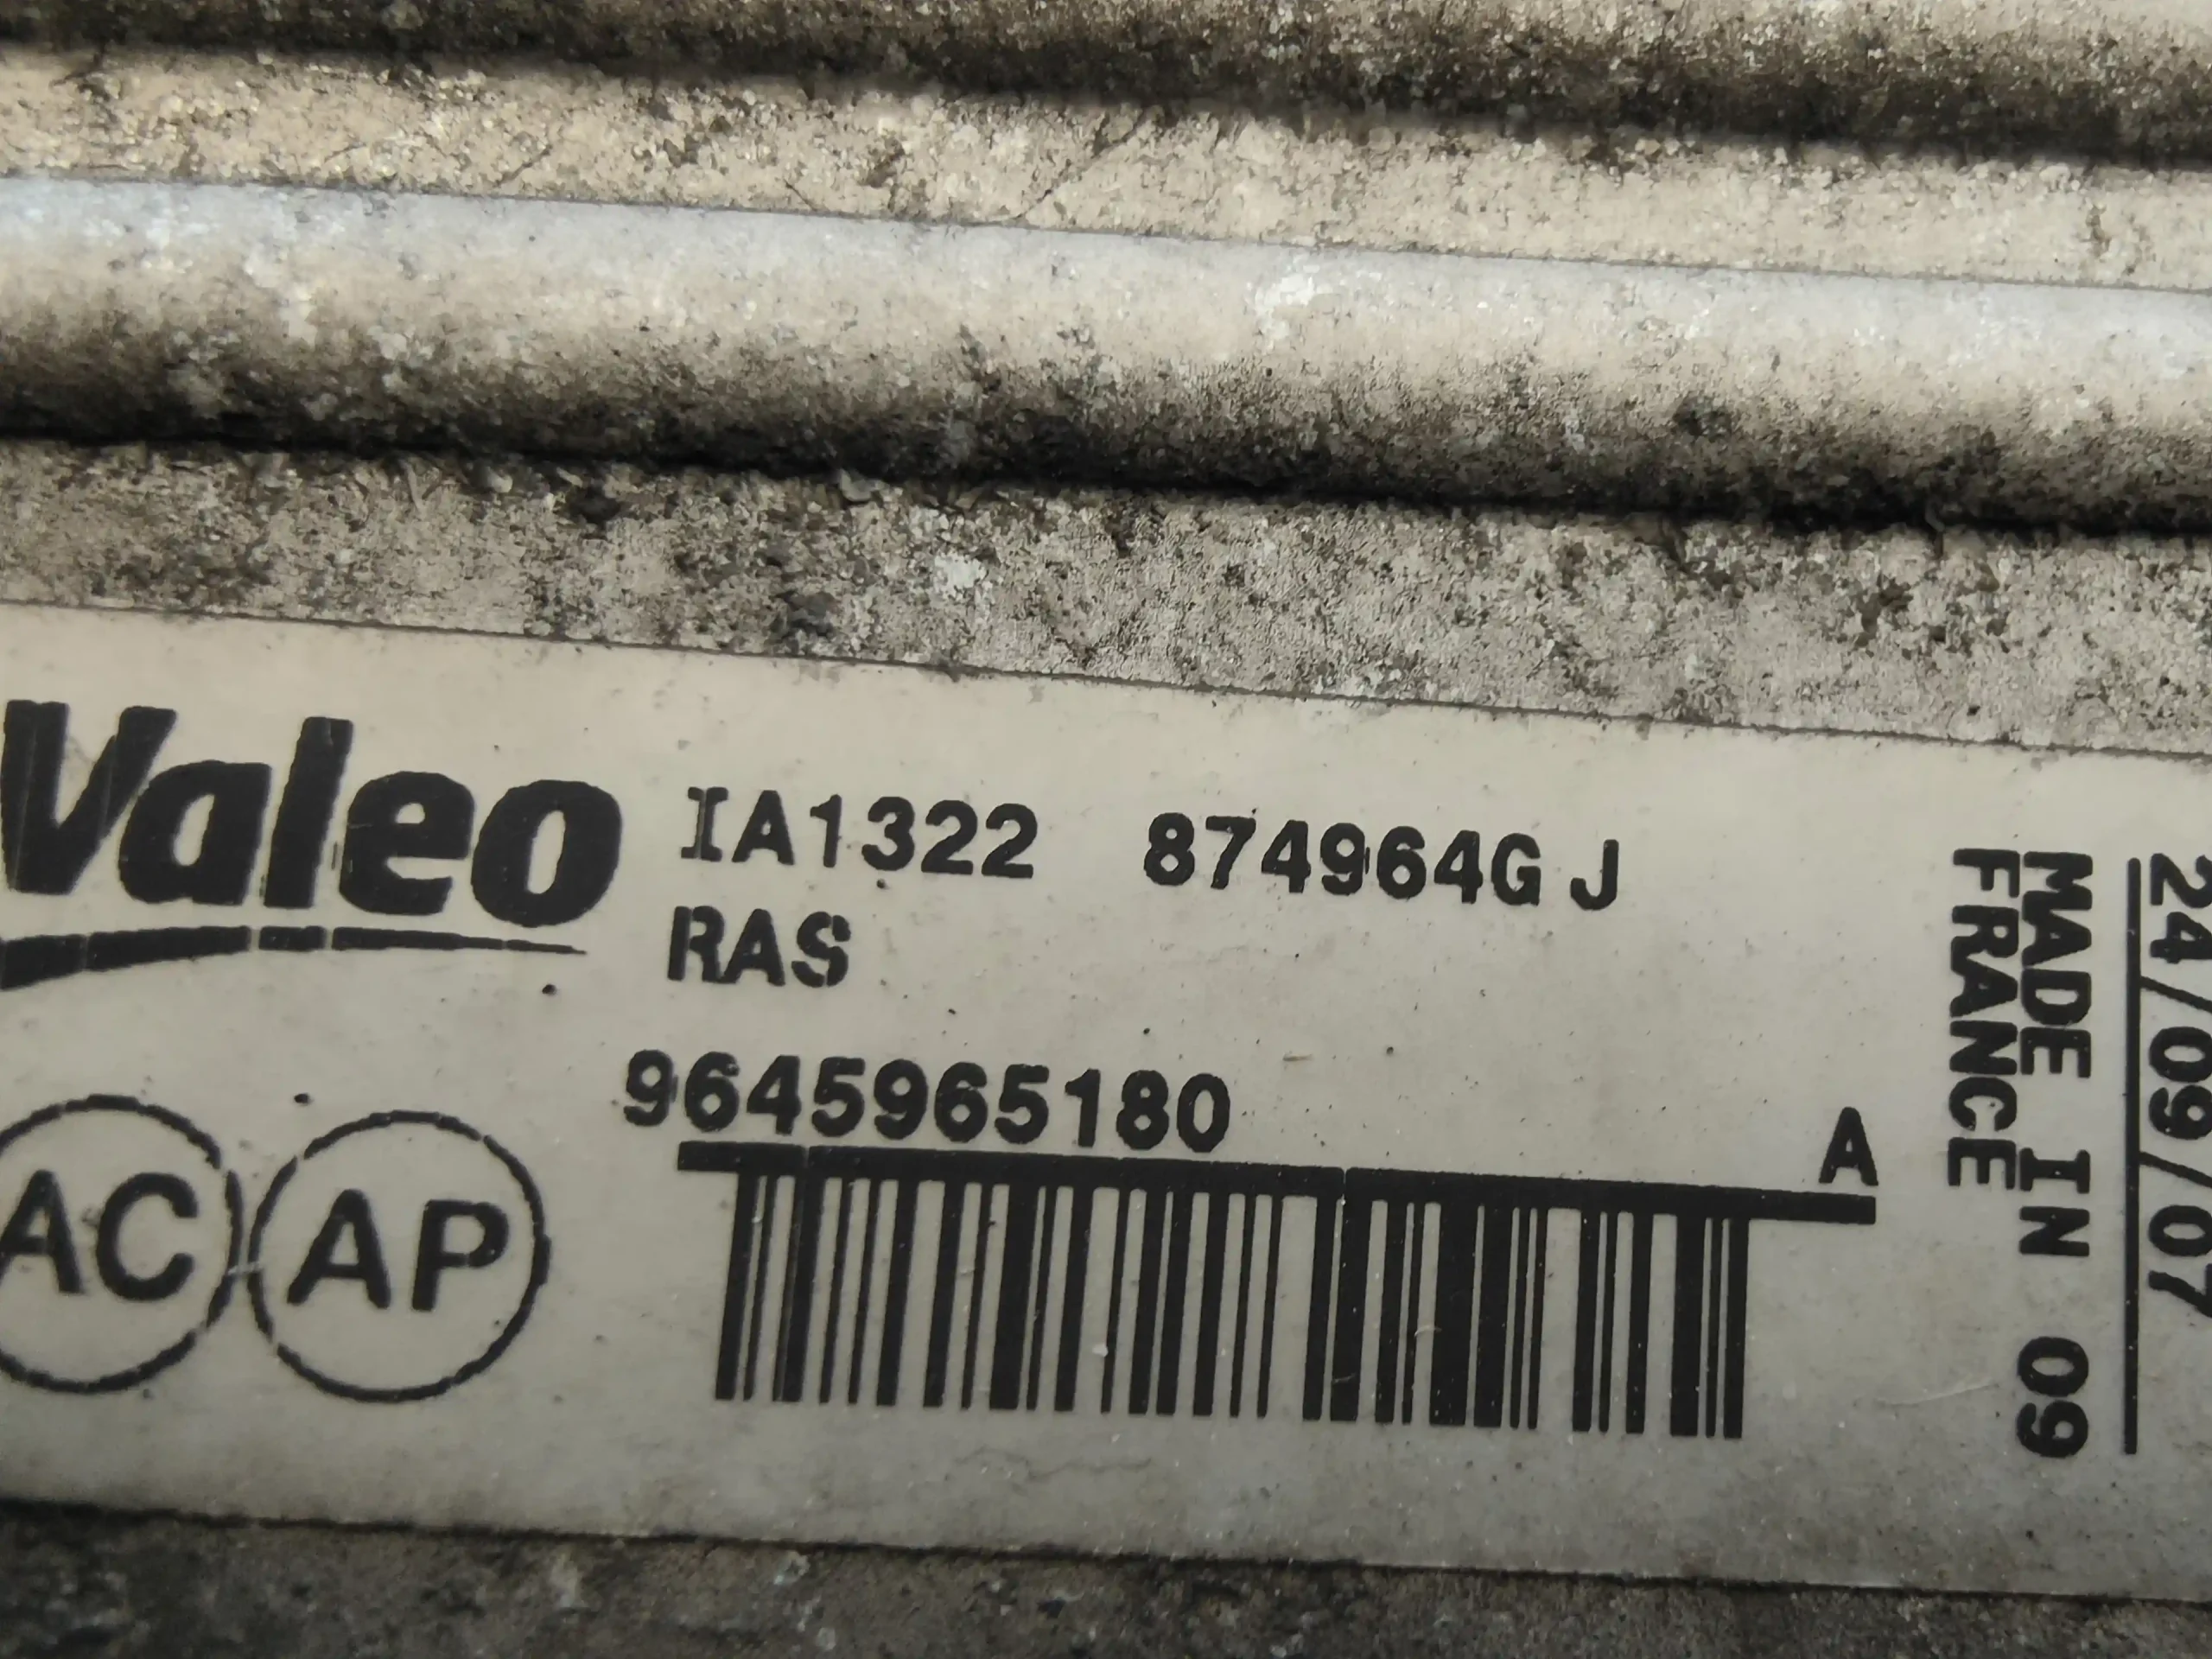 Valeo IA1322 874964G J
RAS
9645965180
A
AC AP
MADE IN 09
FRANCE
24/09/07